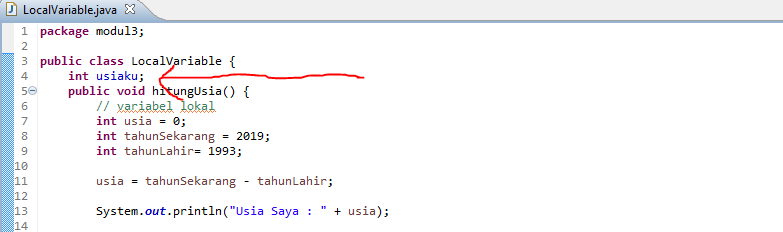 LocalVariable.java
1 package modul3;
2
3 public class LocalVariable {
4 int usiaku;
5 public void hitungUsia() {
6 // variabel lokal
7 int usia = 0;
8 int tahunSekarang = 2019;
9 int tahunLahir= 1993;
10
11 usia = tahunSekarang - tahunLahir;
12
13 System.out.println("Usia Saya : " + usia);
14